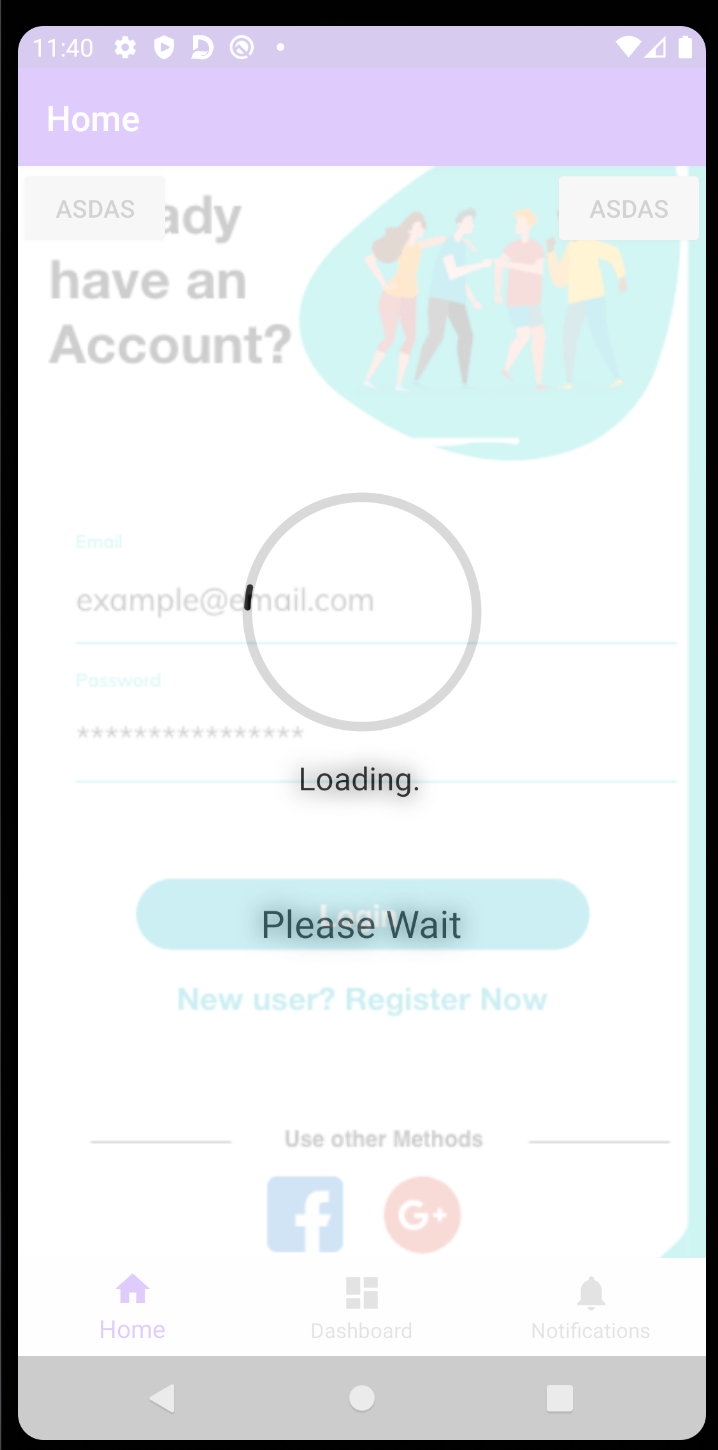 11:40
Home
ASDAS
ASDAS
ady
have an
Account?
Email
example@email.com
Password
****************
Loading.
Login
Please Wait
New user? Register Now
Use other Methods
f
G+
Home
Dashboard
Notifications